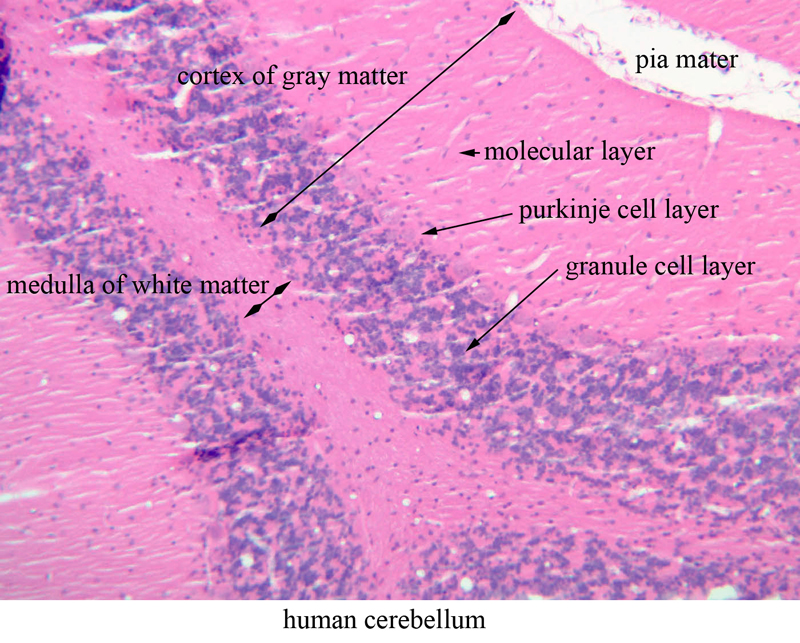 pia mater
cortex of gray matter
molecular layer
purkinje cell layer
granule cell layer
medulla of white matter
human cerebellum